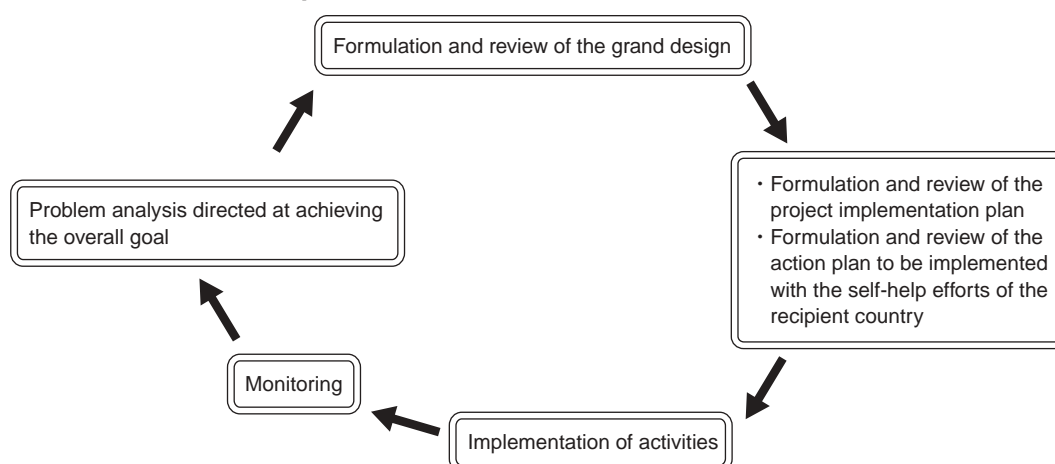 Formulation and review of the grand design
・Formulation and review of the
project implementation plan
・Formulation and review of the
action plan to be implemented
with the self-help efforts of the
recipient country
Implementation of activities
Monitoring
Problem analysis directed at achieving
the overall goal